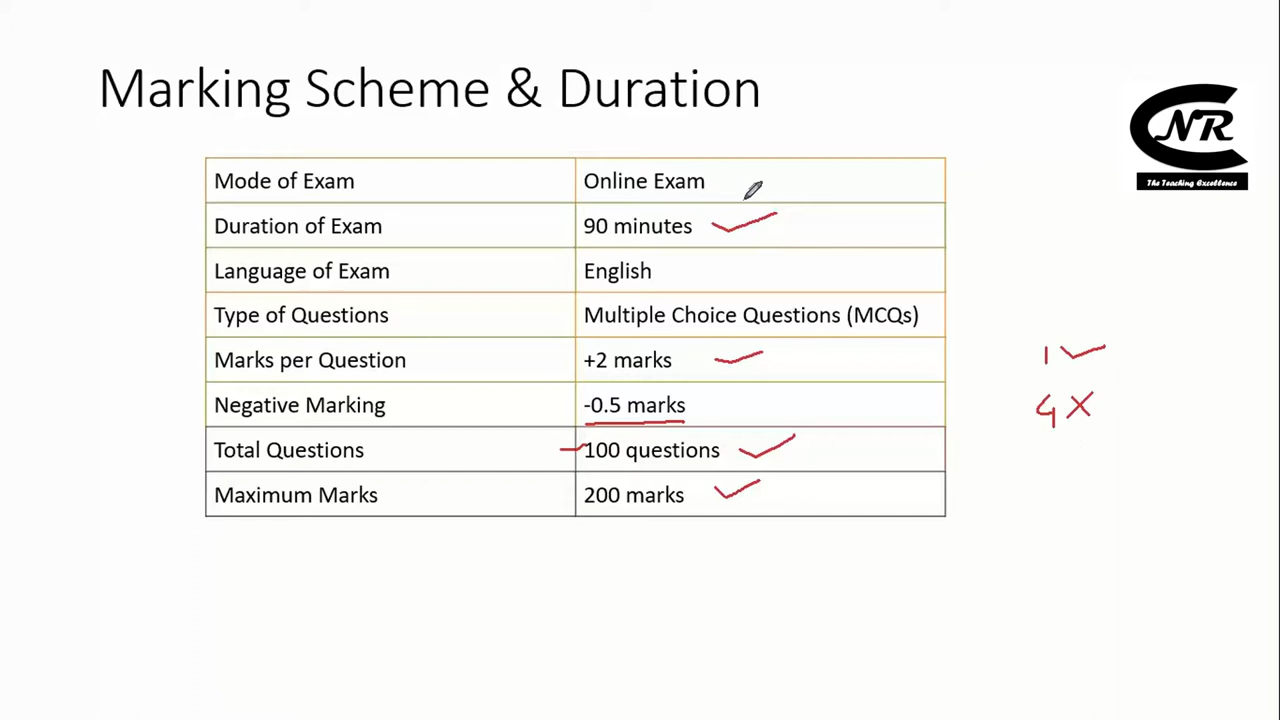 Marking Scheme & Duration
CNR
The Teaching Excellence
Mode of Exam Online Exam
Duration of Exam 90 minutes
Language of Exam English
Type of Questions Multiple Choice Questions (MCQs)
Marks per Question +2 marks
1 ✓
Negative Marking -0.5 marks
4 ×
Total Questions 100 questions
Maximum Marks 200 marks